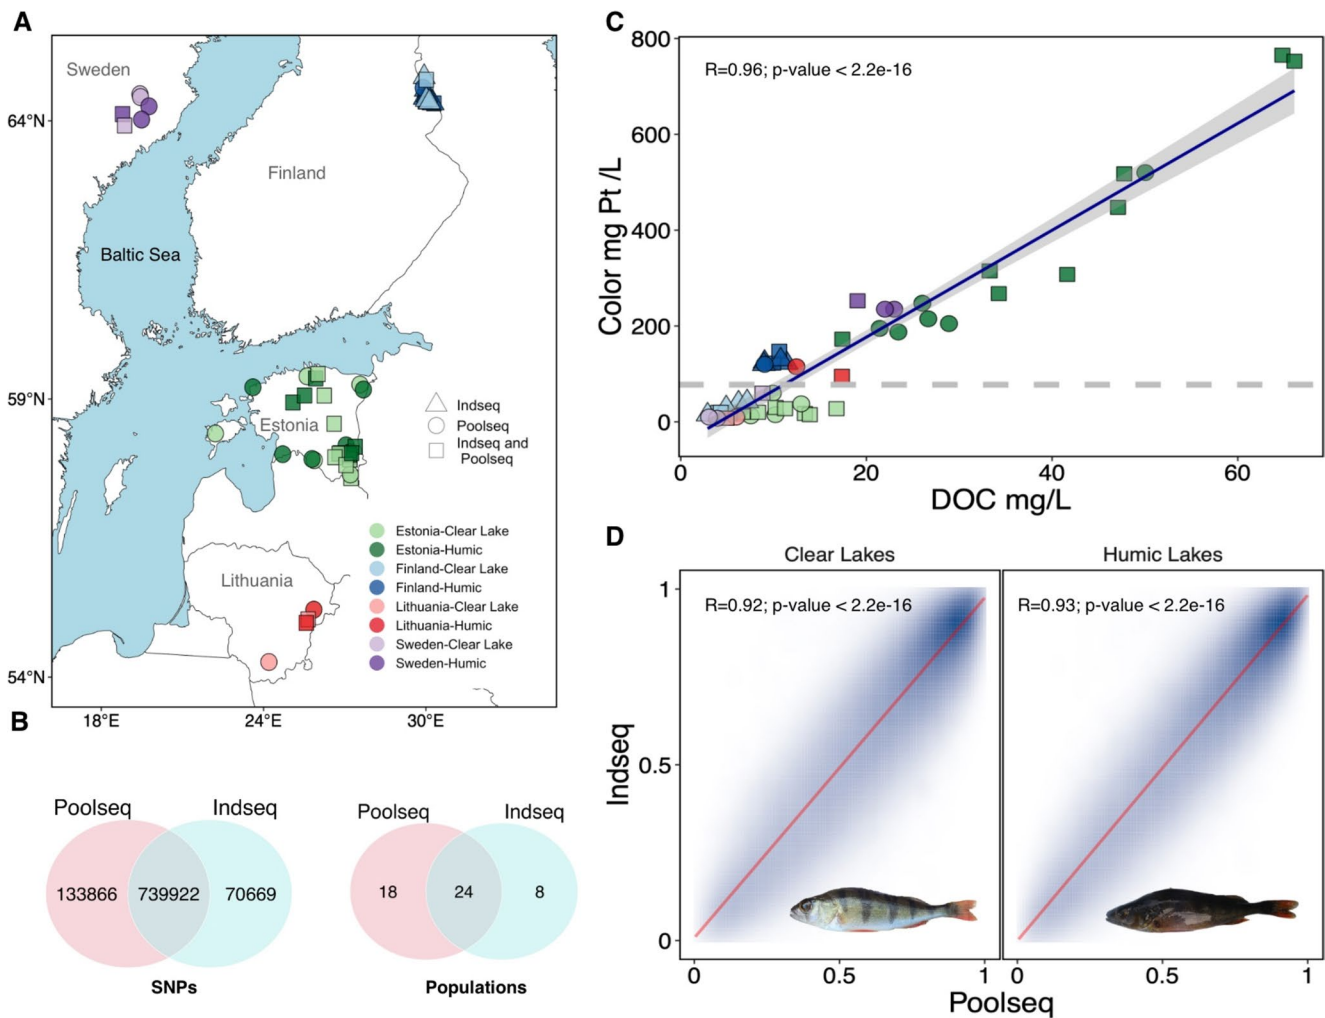 A
Sweden
Finland
Baltic Sea
Estonia
Lithuania
64°N
59°N
54°N
18°E
24°E
30°E
Indseq
Poolseq
Indseq and
Poolseq
Estonia-Clear Lake
Estonia-Humic
Finland-Clear Lake
Finland-Humic
Lithuania-Clear Lake
Lithuania-Humic
Sweden-Clear Lake
Sweden-Humic
B
Poolseq
Indseq
133866
739922
70669
SNPs
Poolseq
Indseq
18
24
8
Populations
C
R=0.96; p-value < 2.2e-16
Color mg Pt /L
800
600
400
200
0
0
20
40
60
DOC mg/L
D
Clear Lakes
Humic Lakes
R=0.92; p-value < 2.2e-16
R=0.93; p-value < 2.2e-16
Indseq
1
0.5
0
0
0.5
1
0
0.5
1
Poolseq